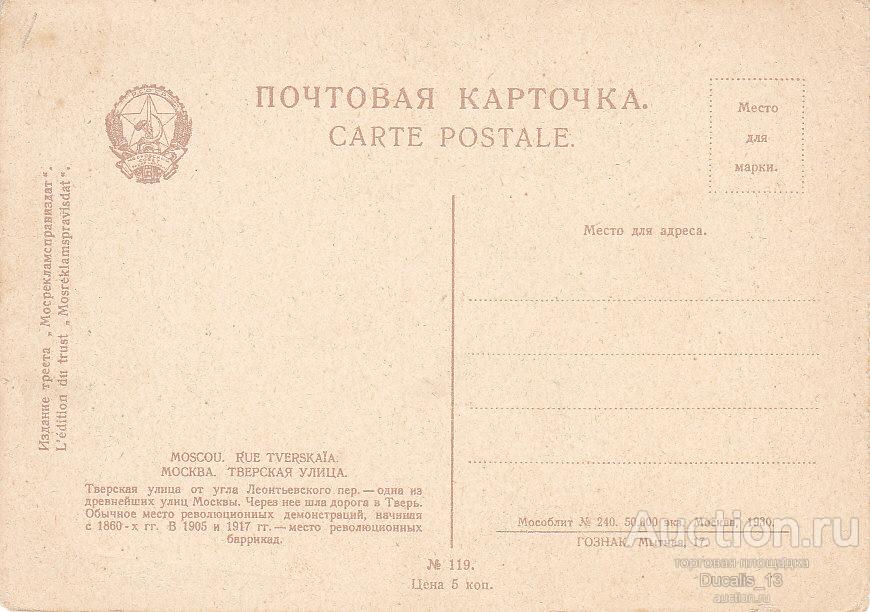 ПОЧТОВАЯ КАРТОЧКА.
CARTE POSTALE.
Место
для
марки.
Место для адреса.
Издание треста „Мосрекламсправиздат“.
L'édition du trust „Mosréklamspravisdat“.
MOSCOU. RUE TVERSKAÏA.
МОСКВА. ТВЕРСКАЯ УЛИЦА.
Тверская улица от угла Леонтьевского пер. — одна из
древнейших улиц Москвы. Через нее шла дорога в Тверь.
Обычное место революционных демонстраций, начиная
с 1860-х гг. В 1905 и 1917 гг. — место революционных
баррикад.
Мособлит № 240. 50.000 экз. Москва, 1930.
ГОЗНАК. Мытная, 17.
№ 119.
Цена 5 коп.
Auction.ru
торговая площадка
Ducalis_13
auction.ru